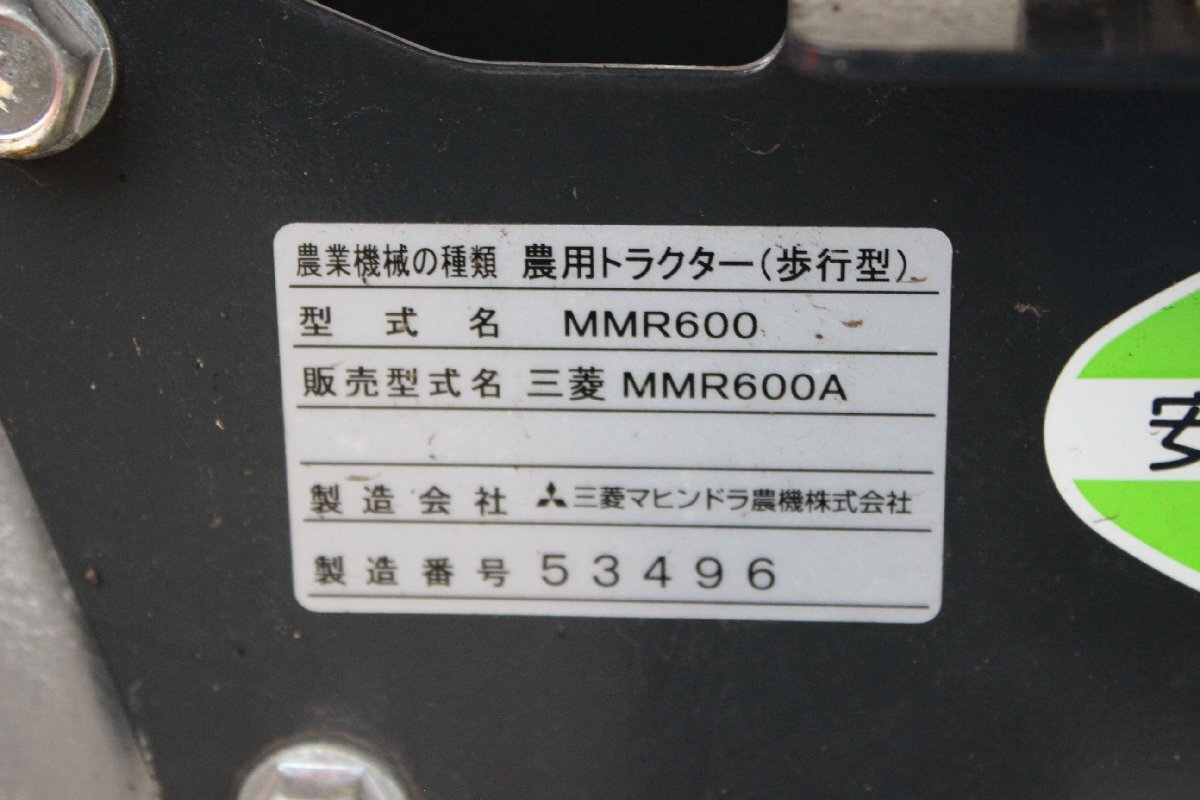 農業機械の種類 農用トラクター(歩行型)
型式名 MMR600
販売型式名 三菱 MMR600A
製造会社 三菱マヒンドラ農機株式会社
製造番号 53496
安